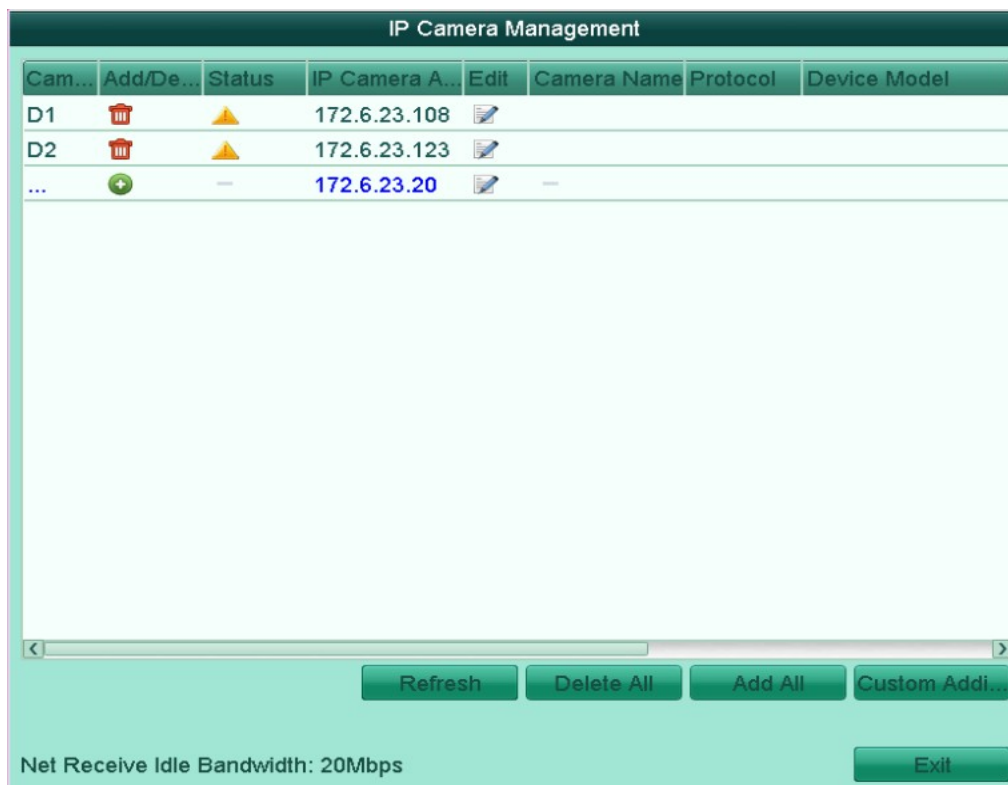 IP Camera Management
Cam... Add/De... Status IP Camera A... Edit Camera Name Protocol Device Model
D1 172.6.23.108
D2 172.6.23.123
... — 172.6.23.20 —
Refresh Delete All Add All Custom Addi...
Net Receive Idle Bandwidth: 20Mbps Exit